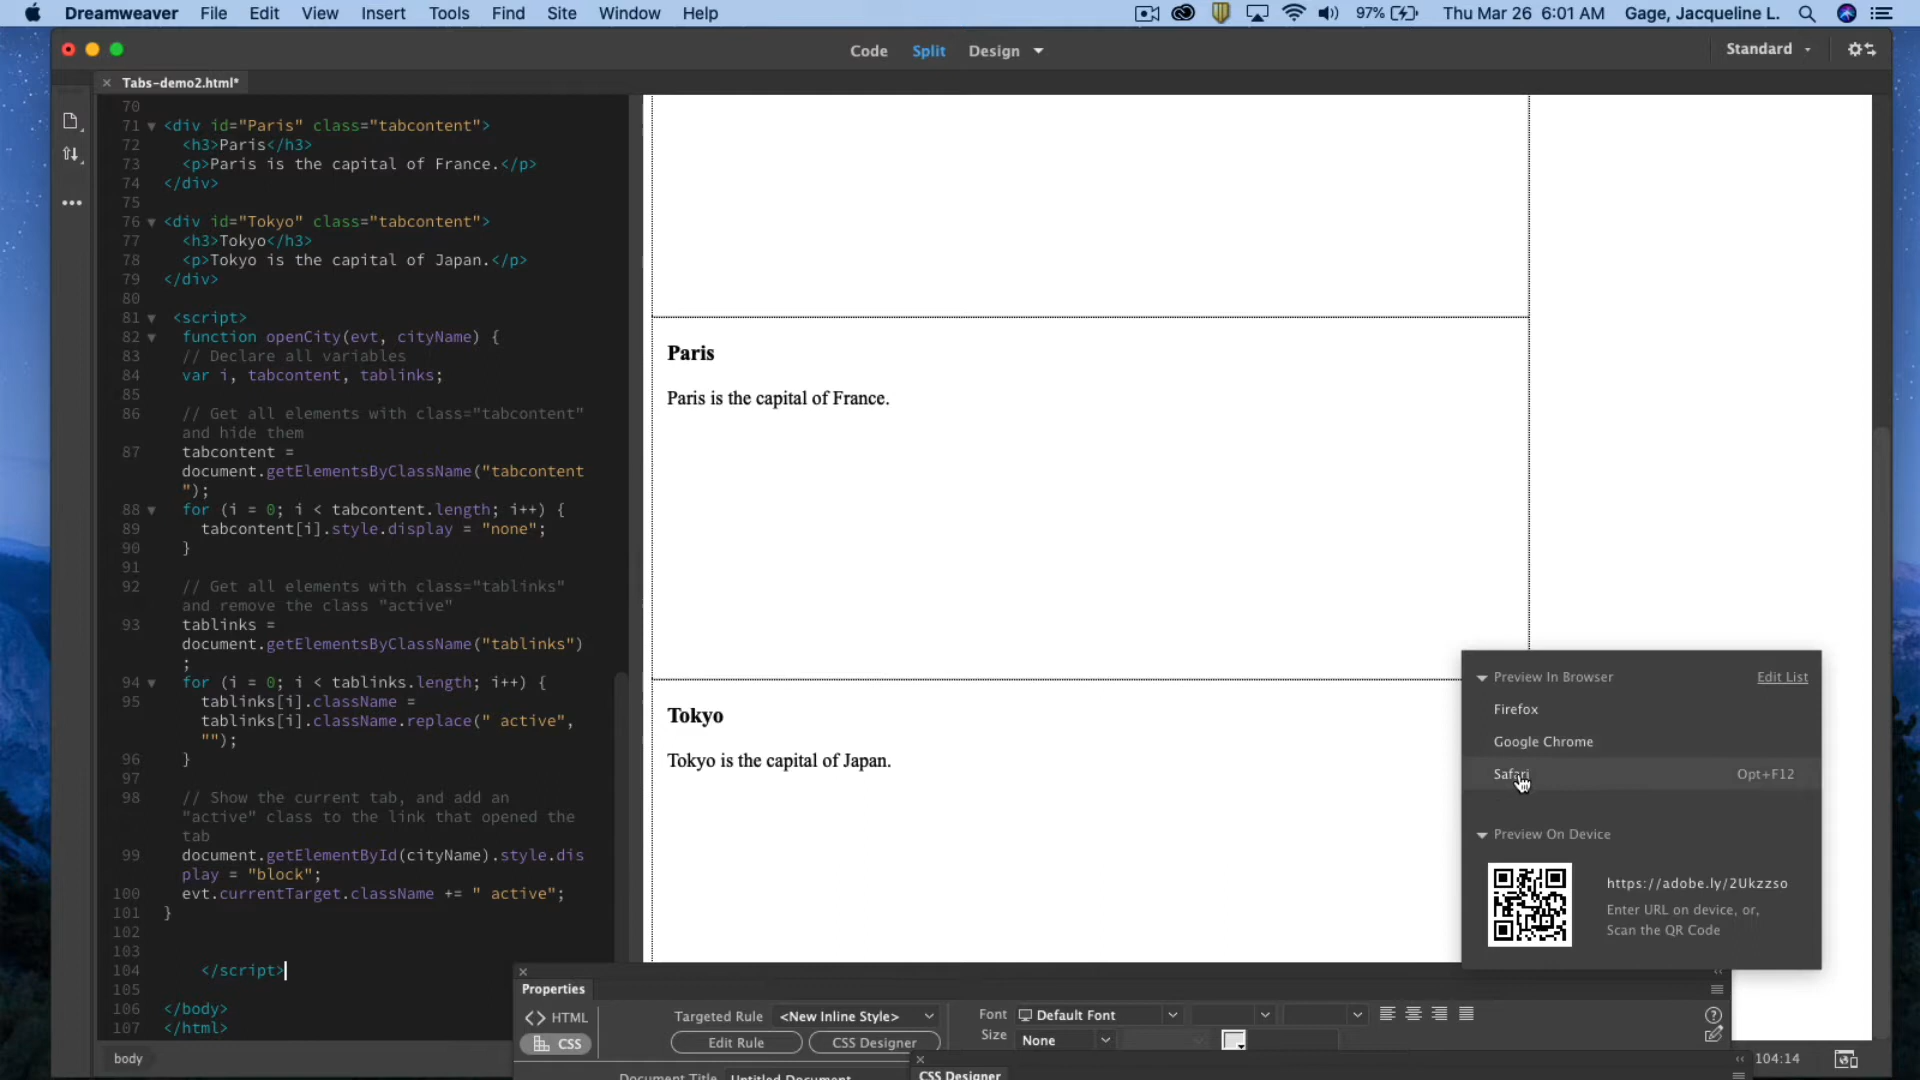 Dreamweaver File Edit View Insert Tools Find Site Window Help
97% Thu Mar 26 6:01 AM Gage, Jacqueline L.
Code Split Design
Standard
Tabs-demo2.html*
70
71 <div id="Paris" class="tabcontent">
72 <h3>Paris</h3>
73 <p>Paris is the capital of France.</p>
74 </div>
75
76 <div id="Tokyo" class="tabcontent">
77 <h3>Tokyo</h3>
78 <p>Tokyo is the capital of Japan.</p>
79 </div>
80
81 <script>
82 function openCity(evt, cityName) {
83 // Declare all variables
84 var i, tabcontent, tablinks;
85
86 // Get all elements with class="tabcontent"
and hide them
87 tabcontent =
document.getElementsByClassName("tabcontent
");
88 for (i = 0; i < tabcontent.length; i++) {
89 tabcontent[i].style.display = "none";
90 }
91
92 // Get all elements with class="tablinks"
and remove the class "active"
93 tablinks =
document.getElementsByClassName("tablinks")
;
94 for (i = 0; i < tablinks.length; i++) {
95 tablinks[i].className =
tablinks[i].className.replace(" active",
"");
96 }
97
98 // Show the current tab, and add an
"active" class to the link that opened the
tab
99 document.getElementById(cityName).style.dis
play = "block";
100 evt.currentTarget.className += " active";
101 }
102
103
104 </script>
105
106 </body>
107 </html>
body
Paris
Paris is the capital of France.
Tokyo
Tokyo is the capital of Japan.
Preview In Browser Edit List
Firefox
Google Chrome
Safari Opt+F12
Preview On Device
https://adobe.ly/2Ukzzso
Enter URL on device, or,
Scan the QR Code
Properties
<> HTML
CSS
Targeted Rule <New Inline Style>
Edit Rule CSS Designer
Font Default Font
Size None
Document Title Untitled Document
CSS Designer
104:14